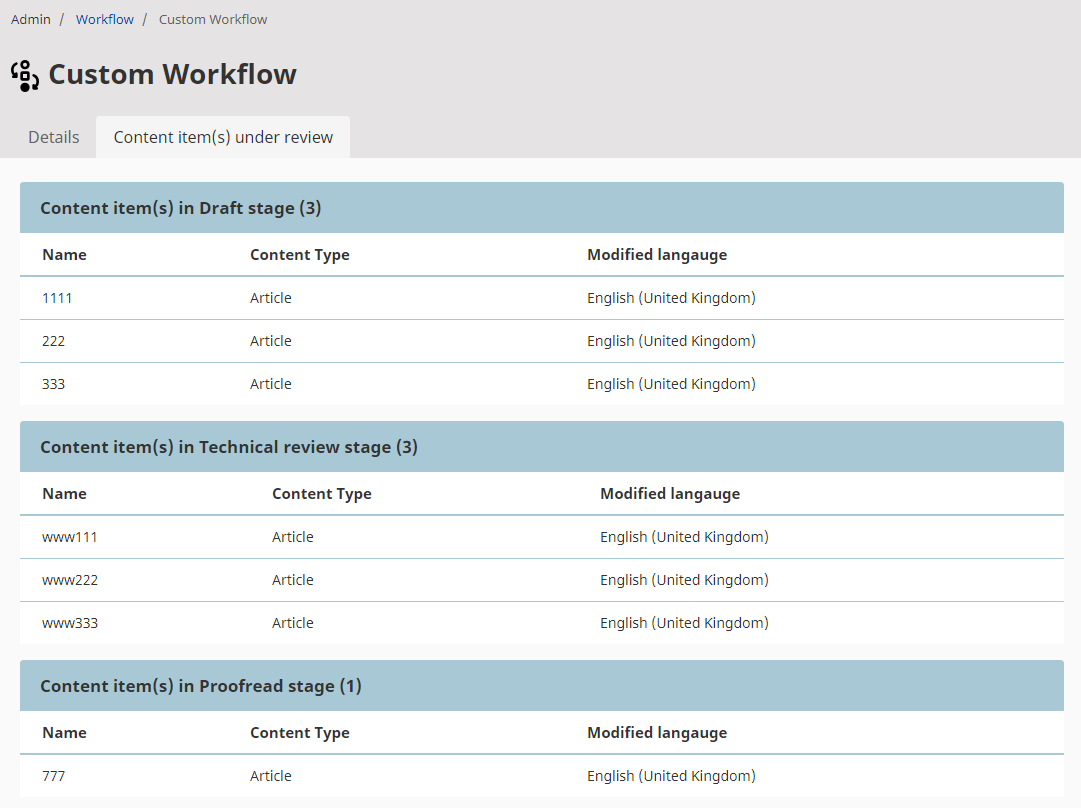 Admin / Workflow / Custom Workflow
Custom Workflow
Details Content item(s) under review
Content item(s) in Draft stage (3)
Name Content Type Modified langauge
1111 Article English (United Kingdom)
222 Article English (United Kingdom)
333 Article English (United Kingdom)
Content item(s) in Technical review stage (3)
Name Content Type Modified langauge
www111 Article English (United Kingdom)
www222 Article English (United Kingdom)
www333 Article English (United Kingdom)
Content item(s) in Proofread stage (1)
Name Content Type Modified langauge
777 Article English (United Kingdom)